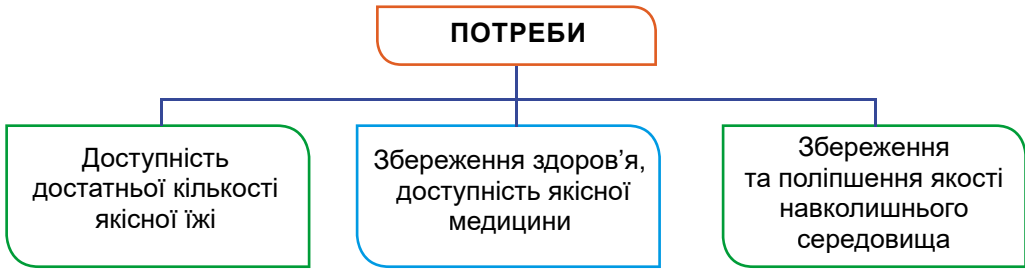 ПОТРЕБИ
Доступність
достатньої кількості
якісної їжі
Збереження здоров’я,
доступність якісної
медицини
Збереження
та поліпшення якості
навколишнього
середовища